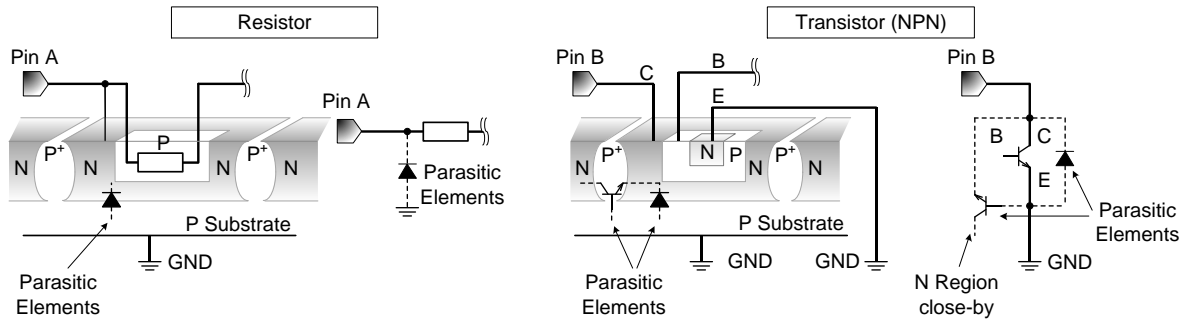 Resistor
Transistor (NPN)
Pin A
Pin A
N
P+
N
P
P+
N
N
Parasitic
Elements
P Substrate
GND
Parasitic
Elements
Pin B
C
B
E
N
P+
N
N
P
P+
N
N
P Substrate
GND
GND
Parasitic
Elements
Pin B
B
C
E
Parasitic
Elements
GND
N Region
close-by